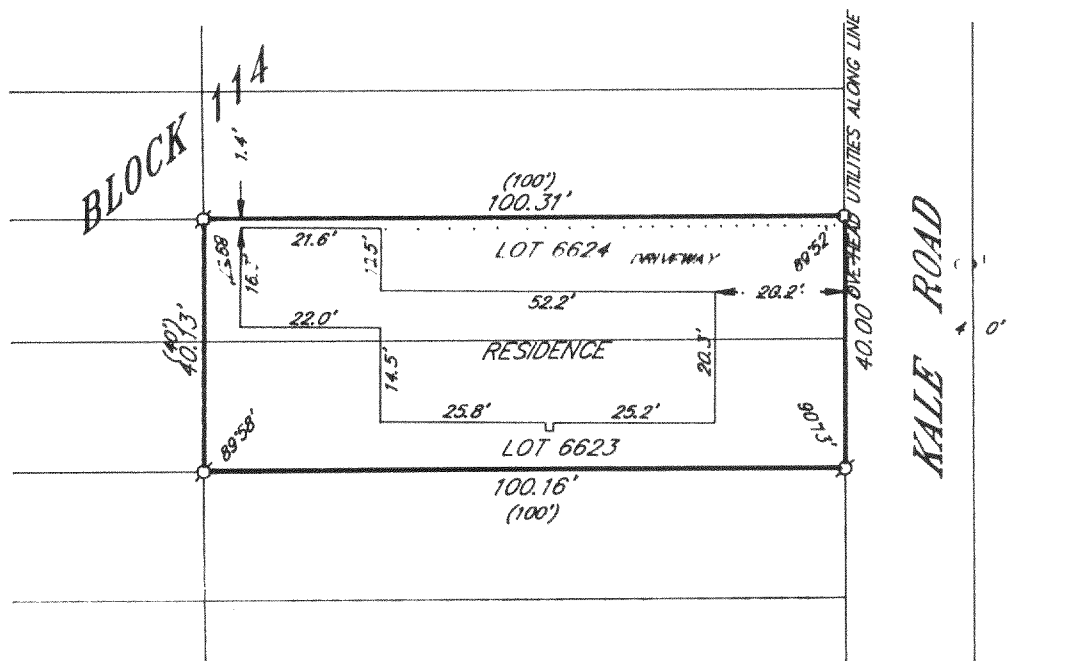 BLOCK 114
OVERHEAD UTILITIES ALONG LINE
1.4'
(100')
100.31'
21.6'
12.5'
LOT 6624
DRIVEWAY
89°52'
20.2'
52.2'
22.0'
(40')
40.13'
RESIDENCE
14.5'
20.3'
40.00
KALE ROAD
25.8'
25.2'
89°58'
90°13'
LOT 6623
100.16'
(100')